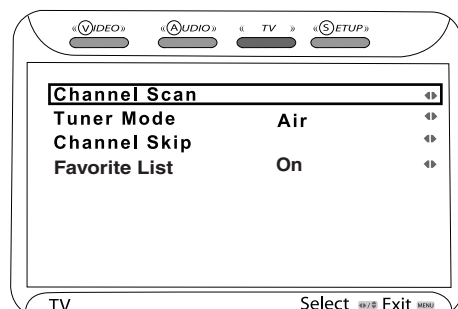 «VIDEO» «AUDIO» « TV » «SETUP»
Channel Scan
Tuner Mode Air
Channel Skip
Favorite List On
TV Select / Exit MENU